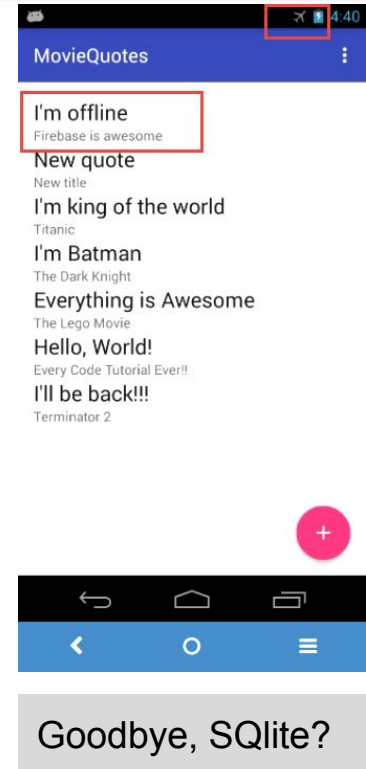 4:40
MovieQuotes
I'm offline
Firebase is awesome
New quote
New title
I'm king of the world
Titanic
I'm Batman
The Dark Knight
Everything is Awesome
The Lego Movie
Hello, World!
Every Code Tutorial Ever!!
I'll be back!!!
Terminator 2
+
Goodbye, SQlite?